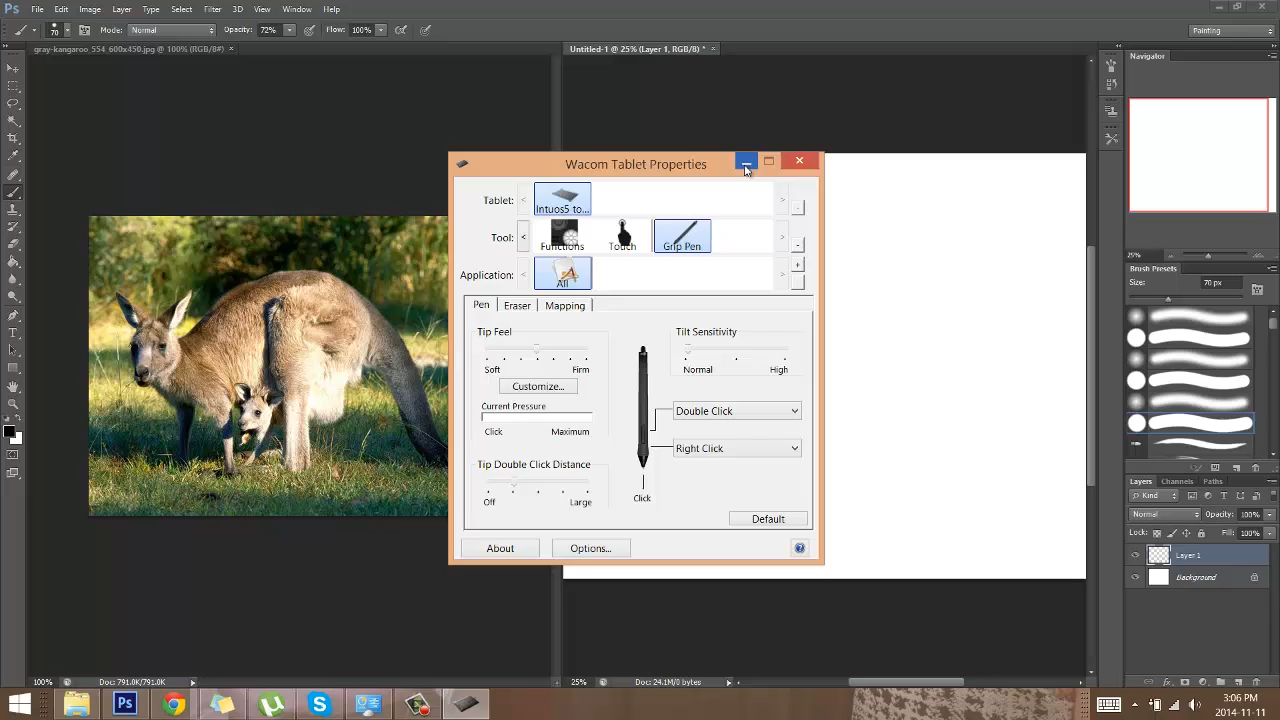 Ps File Edit Image Layer Type Select Filter 3D View Window Help
70 Mode: Normal Opacity: 72% Flow: 100% Painting
gray-kangaroo_554_600x450.jpg @ 100% (RGB/8#) × Untitled-1 @ 25% (Layer 1, RGB/8) * ×
Navigator
25%
Brush Presets
Size: 70 px
Wacom Tablet Properties
Tablet: Intuos5 to...
Tool: Functions Touch Grip Pen
Application: All
Pen Eraser Mapping
Tip Feel
Soft Firm
Customize...
Current Pressure
Click Maximum
Tip Double Click Distance
Off Large
Tilt Sensitivity
Normal High
Double Click
Right Click
Click
Default
About Options...
Layers Channels Paths
Kind
Normal Opacity: 100%
Lock: Fill: 100%
Layer 1
Background
100% Doc: 791.0K/791.0K
25% Doc: 24.1M/0 bytes
Ps
3:06 PM
2014-11-11